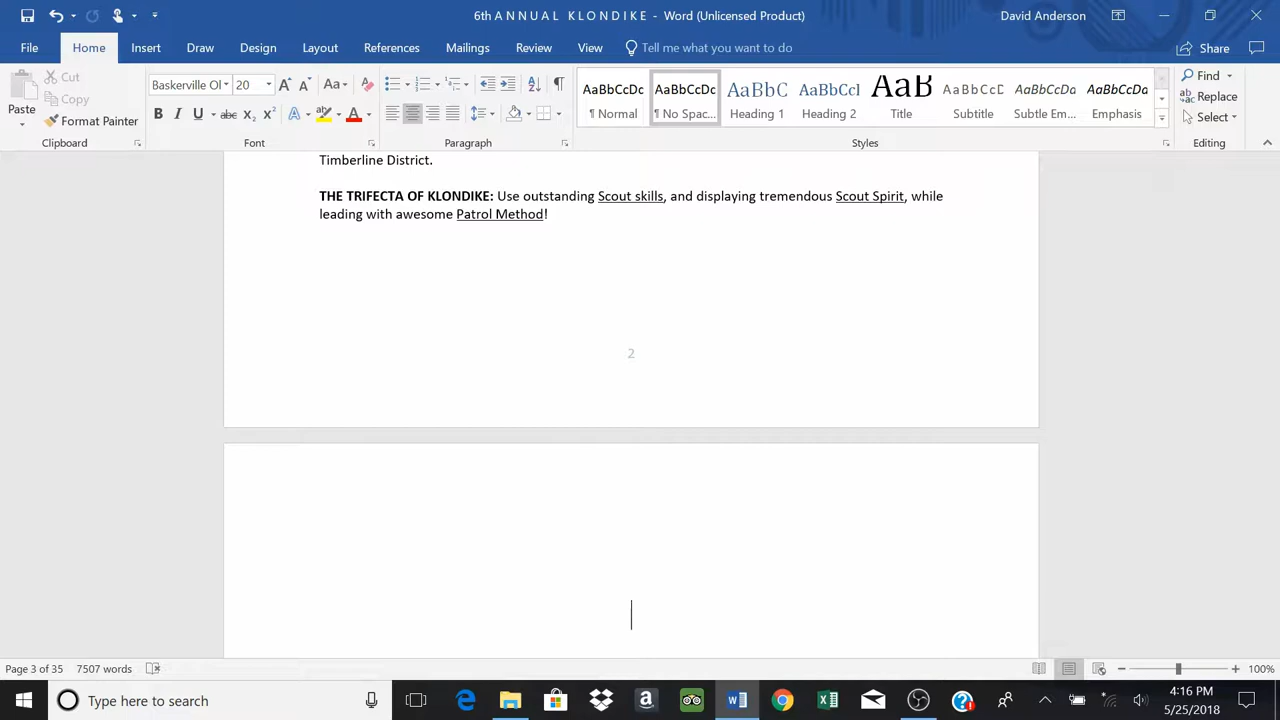 6th A N N U A L K L O N D I K E - Word (Unlicensed Product)
David Anderson
File Home Insert Draw Design Layout References Mailings Review View Tell me what you want to do
Share
Paste
Cut
Copy
Format Painter
Baskerville Ol 20
Aa
B I U abc X2 X2 A A
AaBbCcDc AaBbCcDc AaBbC AaBbCcI AaB AaBbCcD AaBbCcDa AaBbCcDa
¶ Normal ¶ No Spac... Heading 1 Heading 2 Title Subtitle Subtle Em... Emphasis
Find
Replace
Select
Clipboard Font Paragraph Styles Editing
Timberline District.
THE TRIFECTA OF KLONDIKE: Use outstanding Scout skills, and displaying tremendous Scout Spirit, while
leading with awesome Patrol Method!
2
Page 3 of 35 7507 words
100%
Type here to search
4:16 PM
5/25/2018